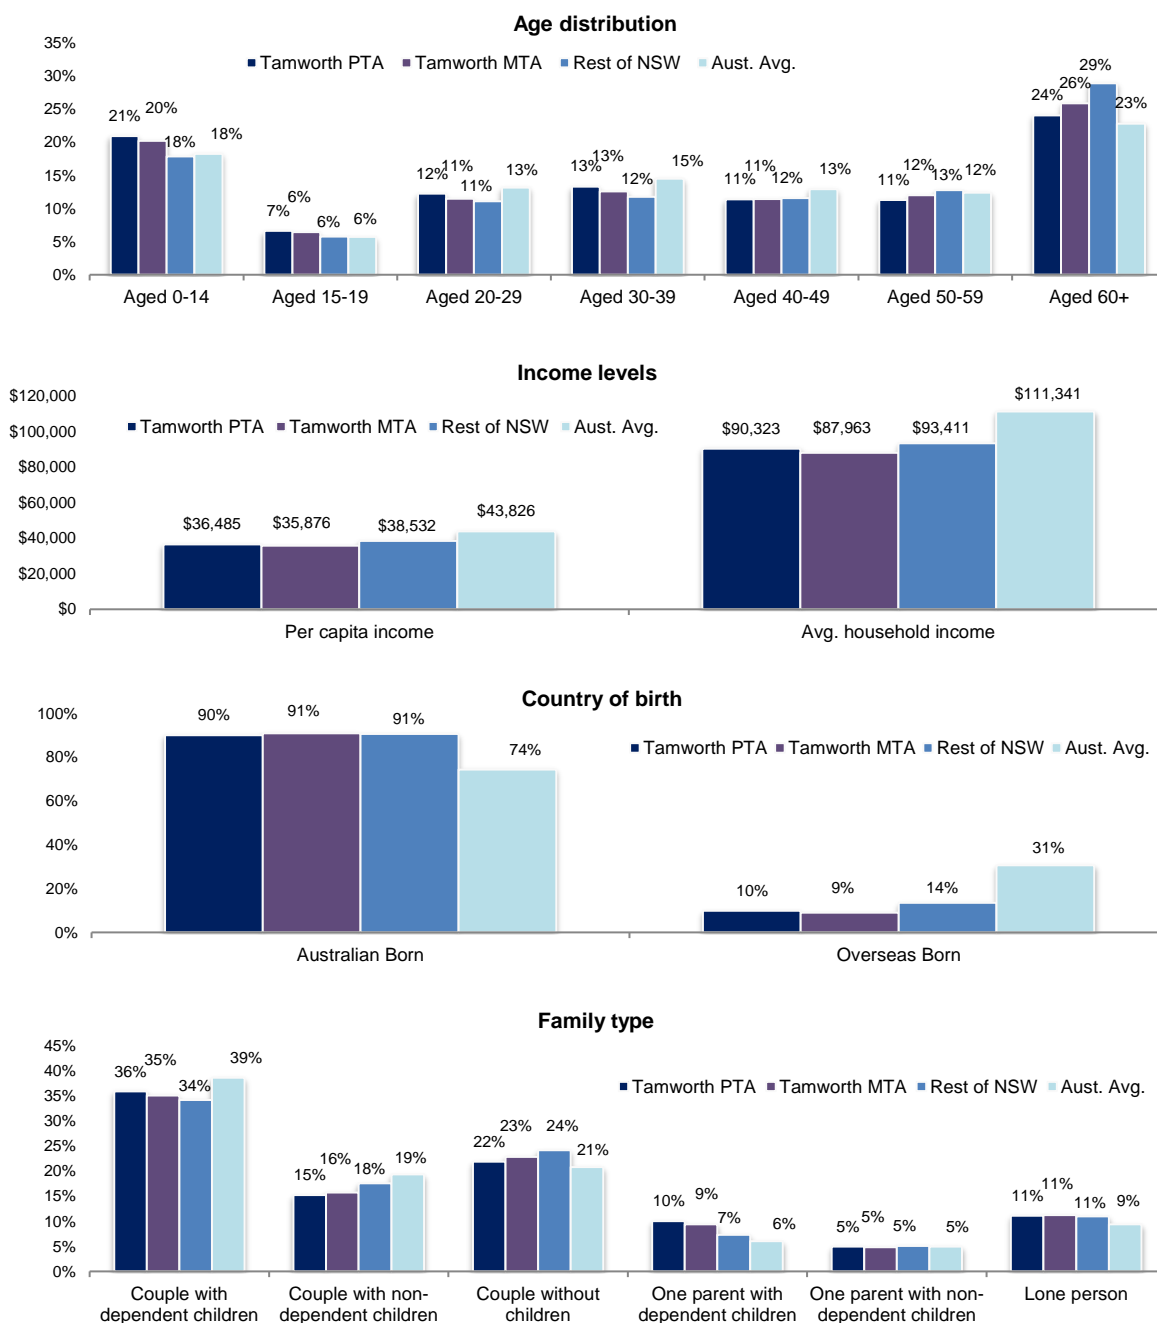 Age distribution
35%
Tamworth PTA Tamworth MTA Rest of NSW Aust. Avg.
30%
25%
20%
15%
10%
5%
0%
21% 20% 18% 18%
7% 6% 6% 6%
12% 11% 11% 13%
13% 13% 12% 15%
11% 11% 12% 13%
11% 12% 13% 12%
24% 26% 29% 23%
Aged 0-14 Aged 15-19 Aged 20-29 Aged 30-39 Aged 40-49 Aged 50-59 Aged 60+
Income levels
$120,000
Tamworth PTA Tamworth MTA Rest of NSW Aust. Avg.
$100,000
$80,000
$60,000
$40,000
$20,000
$0
$36,485 $35,876 $38,532 $43,826
$90,323 $87,963 $93,411 $111,341
Per capita income Avg. household income
Country of birth
100%
Tamworth PTA Tamworth MTA Rest of NSW Aust. Avg.
80%
60%
40%
20%
0%
90% 91% 91% 74%
10% 9% 14% 31%
Australian Born Overseas Born
Family type
45%
40%
Tamworth PTA Tamworth MTA Rest of NSW Aust. Avg.
35%
30%
25%
20%
15%
10%
5%
0%
36% 35% 34% 39%
15% 16% 18% 19%
22% 23% 24% 21%
10% 9% 7% 6%
5% 5% 5% 5%
11% 11% 11% 9%
Couple with Couple with non- Couple without One parent with One parent with non- Lone person
dependent children dependent children children dependent children dependent children